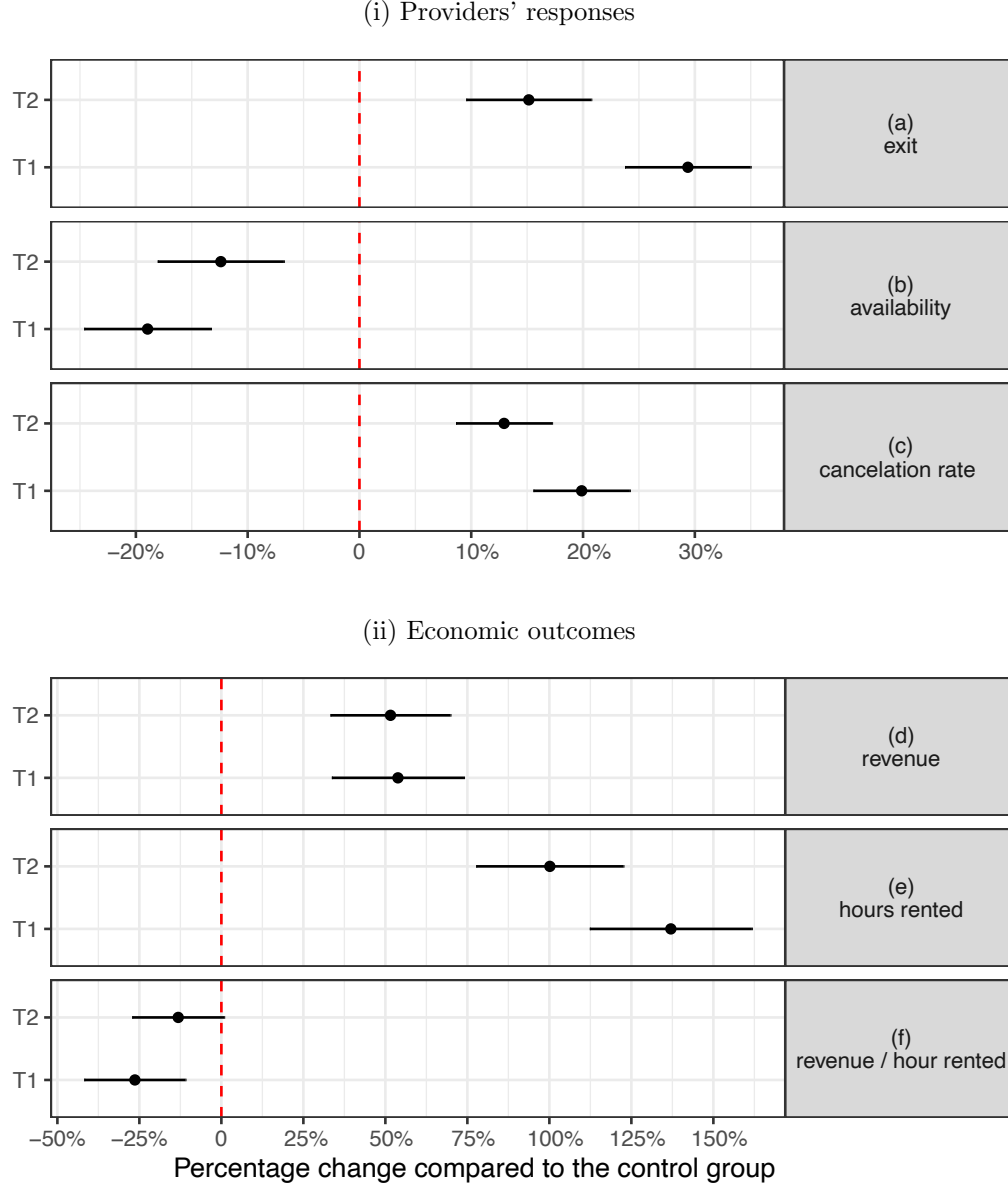 (i) Providers’ responses
T2
T1
(a)
exit
T2
T1
(b)
availability
T2
T1
(c)
cancelation rate
−20% −10% 0 10% 20% 30%
(ii) Economic outcomes
T2
T1
(d)
revenue
T2
T1
(e)
hours rented
T2
T1
(f)
revenue / hour rented
−50% −25% 0 25% 50% 75% 100% 125% 150%
Percentage change compared to the control group